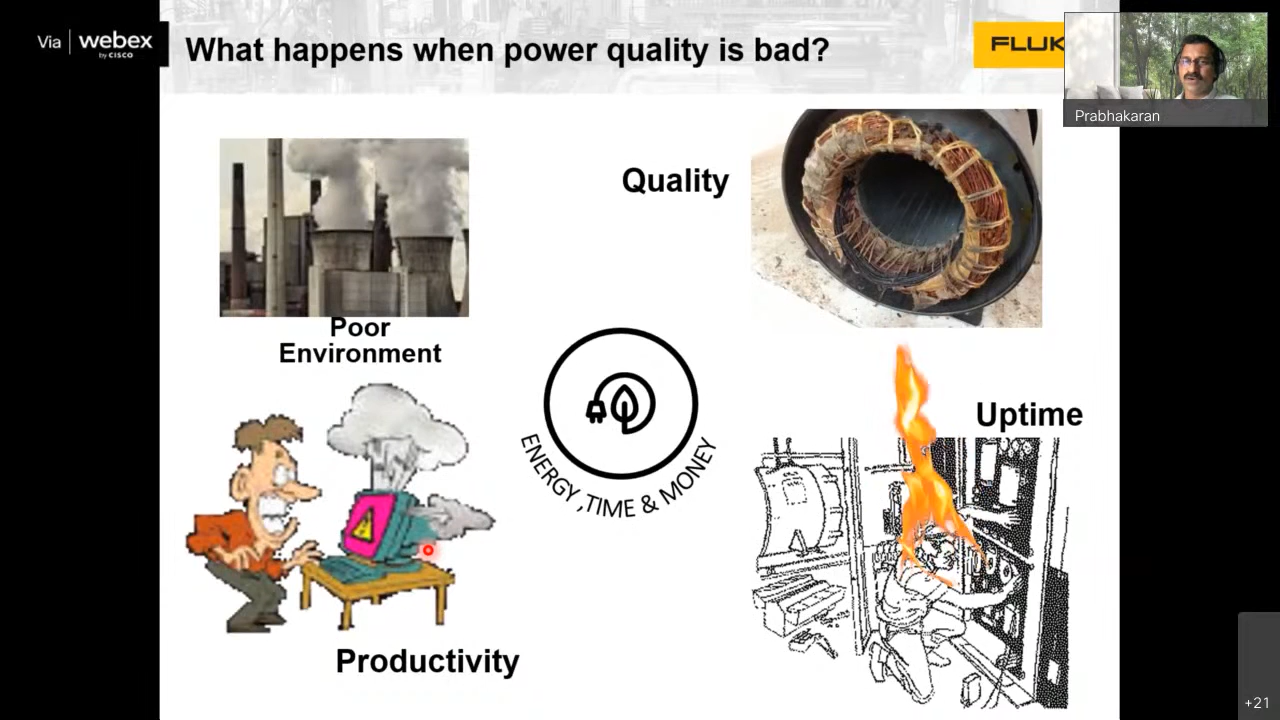 Via webex
by CISCO
What happens when power quality is bad?
FLUK
Prabhakaran
Quality
Poor
Environment
Uptime
ENERGY ,TIME & MONEY
Productivity
+21